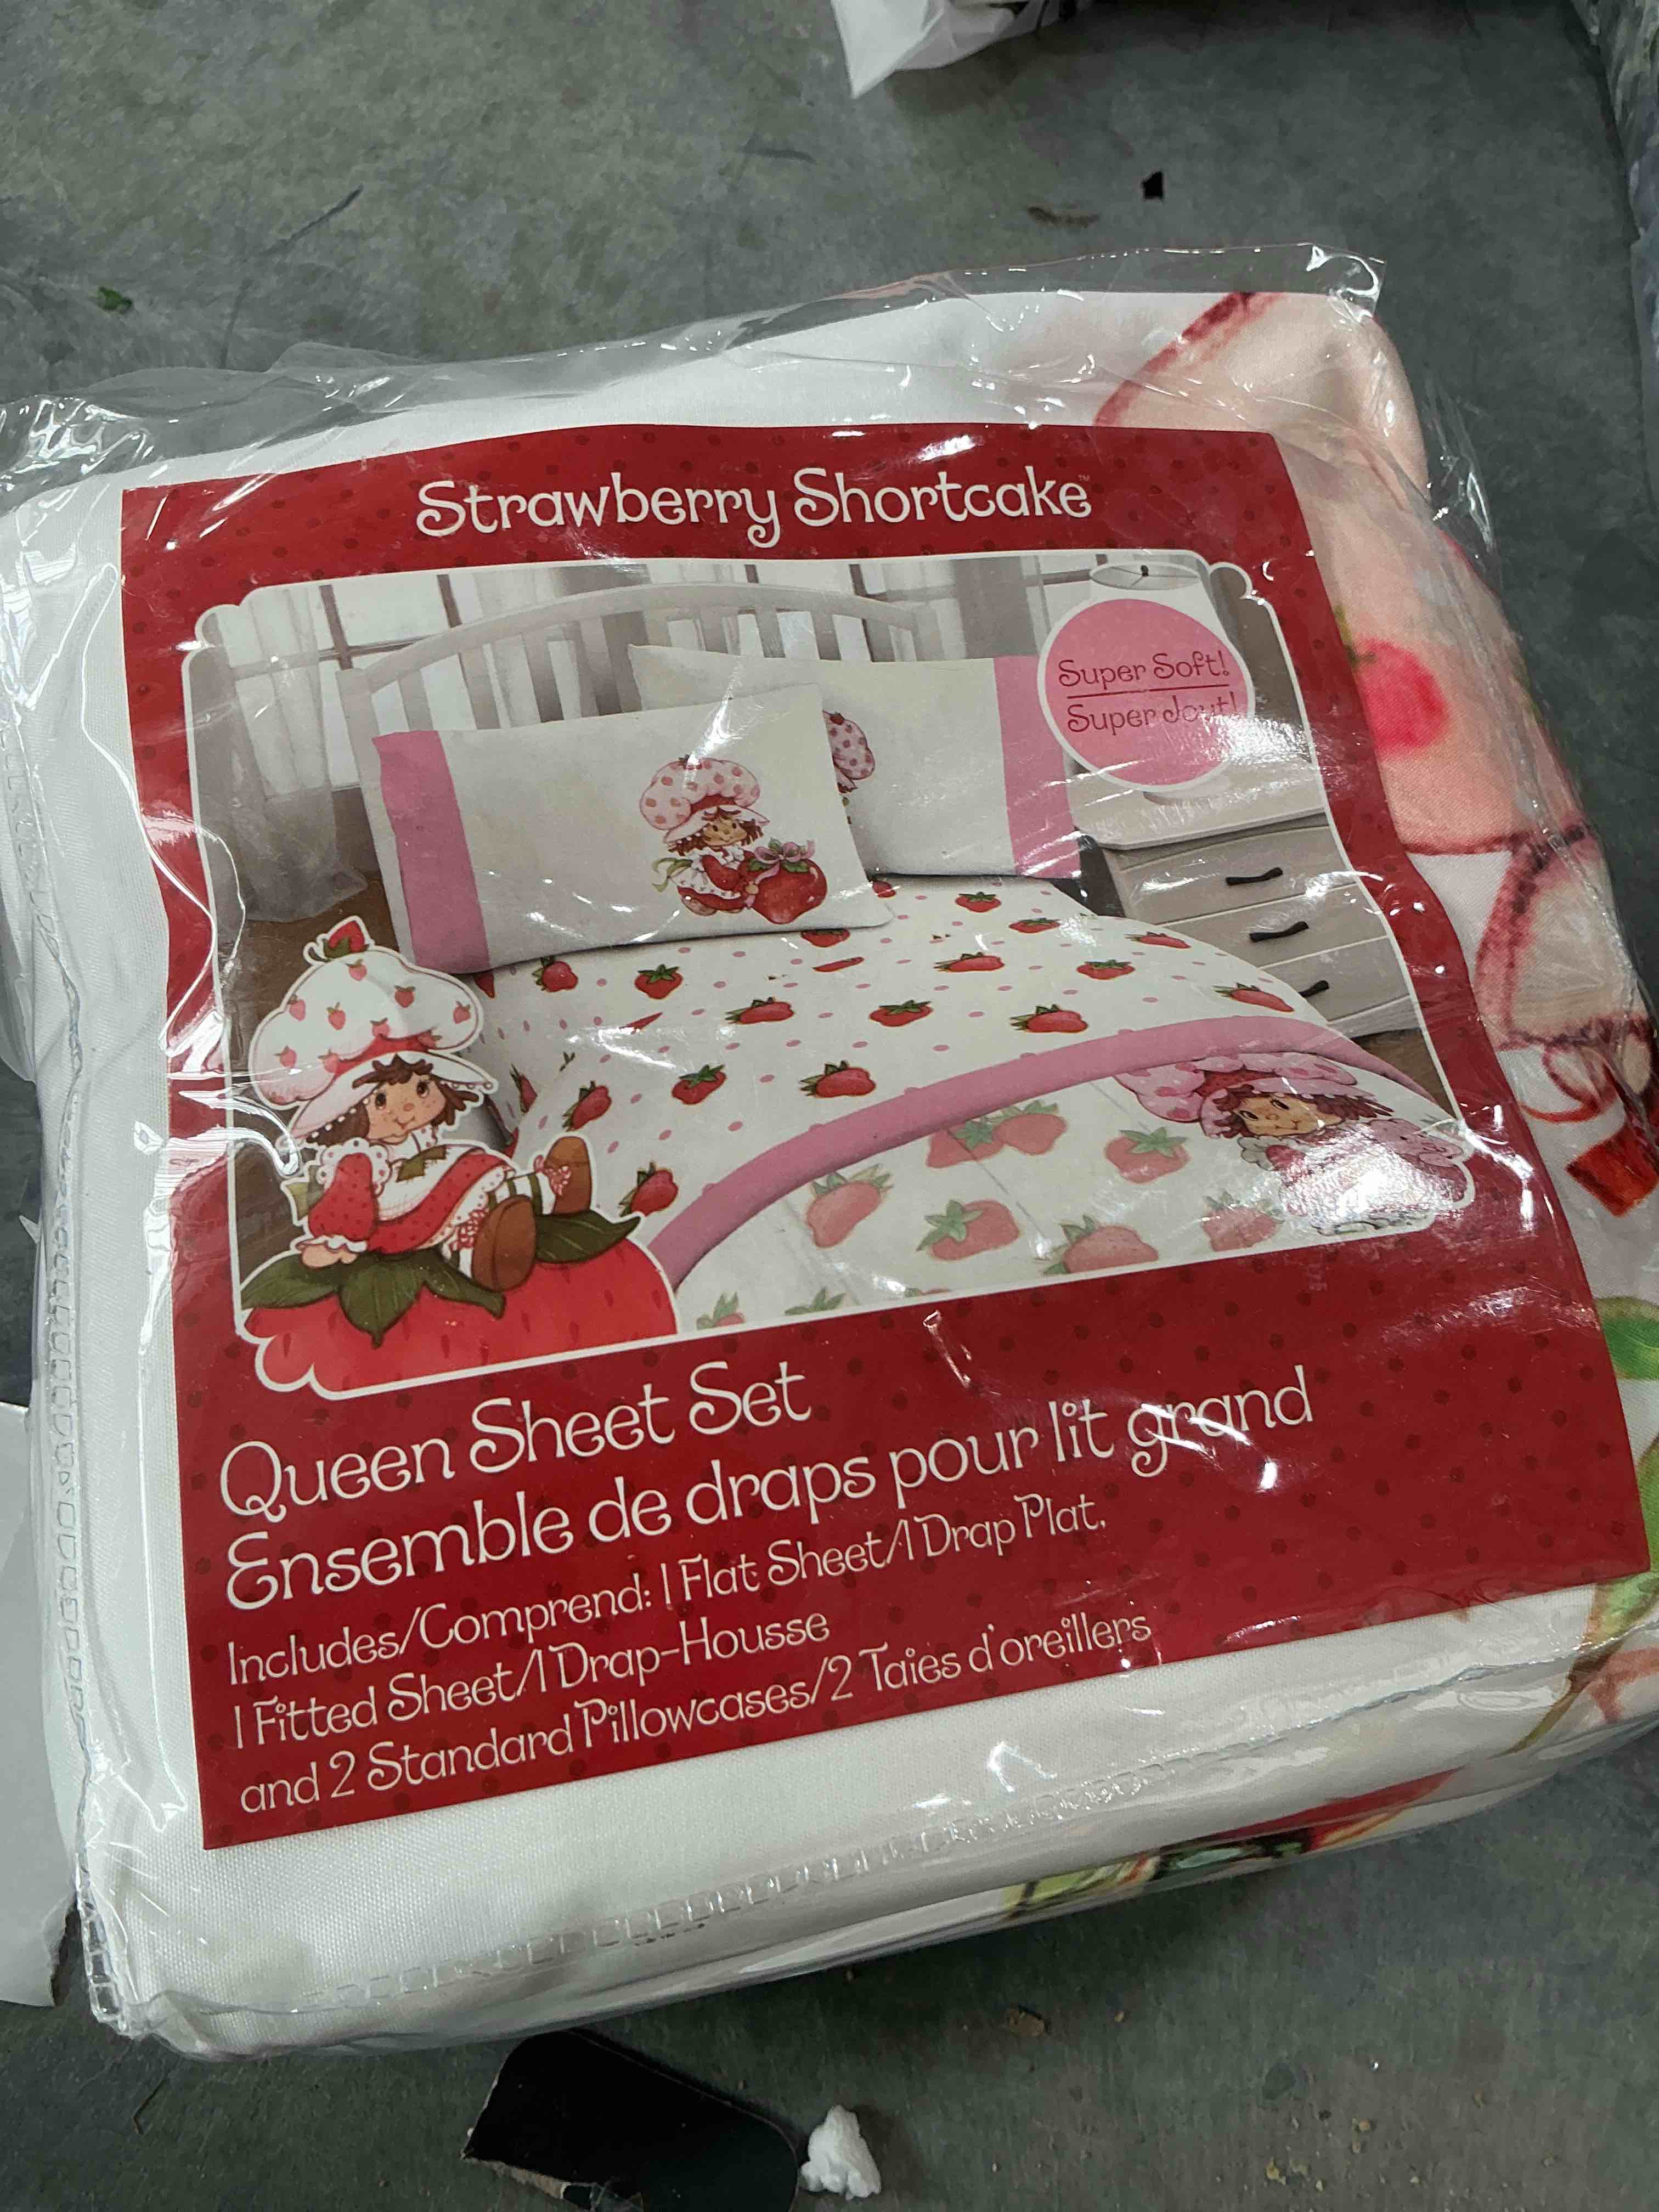 Strawberry Shortcake™
Super Soft!
Super doux!
Queen Sheet Set
Ensemble de draps pour lit grand
Includes/Comprend: 1 Flat Sheet/1 Drap Plat,
1 Fitted Sheet/1 Drap-Housse
and 2 Standard Pillowcases/2 Taies d'oreillers